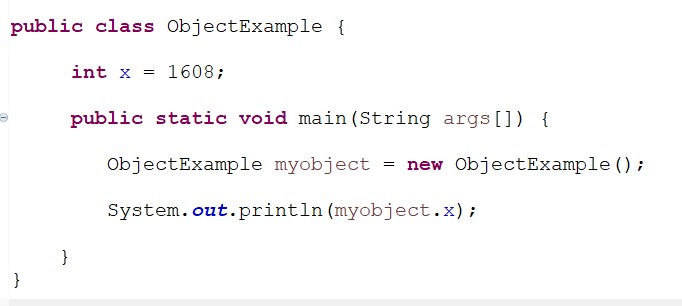 public class ObjectExample {
int x = 1608;
public static void main(String args[]) {
ObjectExample myobject = new ObjectExample();
System.out.println(myobject.x);
}
}